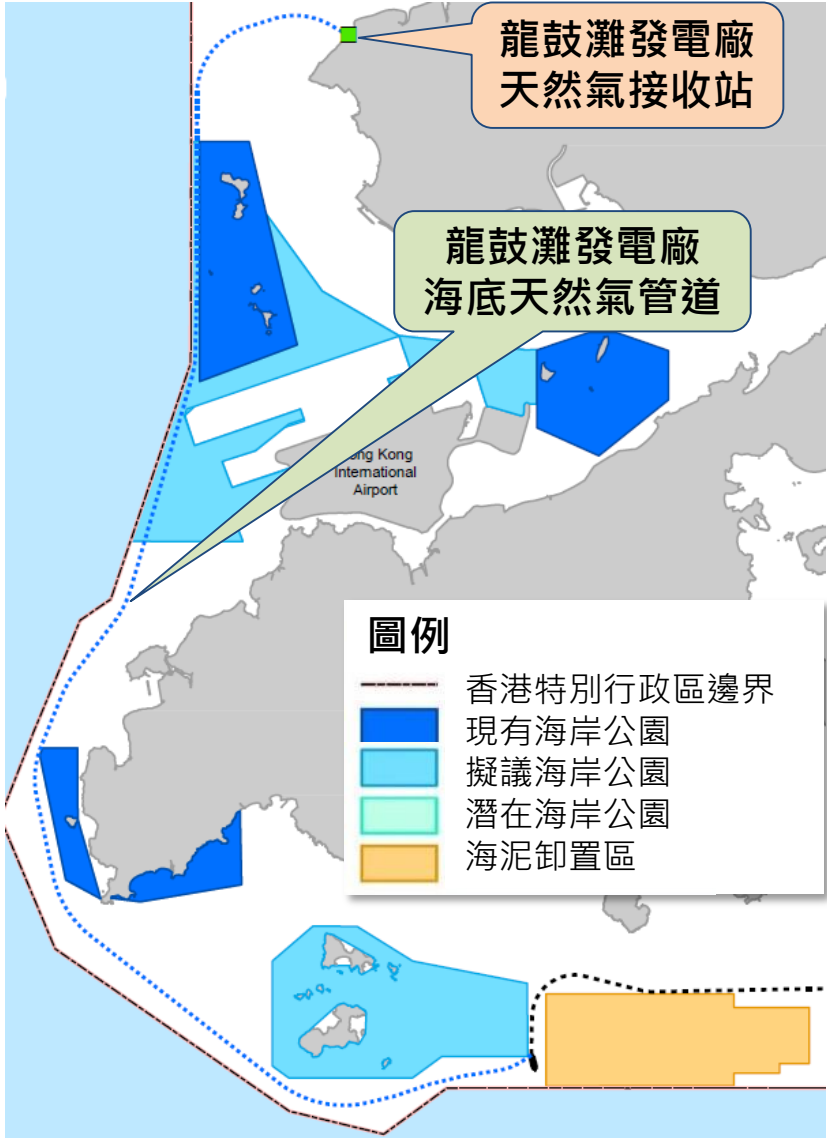 龍鼓灘發電廠
天然氣接收站
龍鼓灘發電廠
海底天然氣管道
ong Kong
International
Airport
圖例
香港特別行政區邊界
現有海岸公園
擬議海岸公園
潛在海岸公園
海泥卸置區